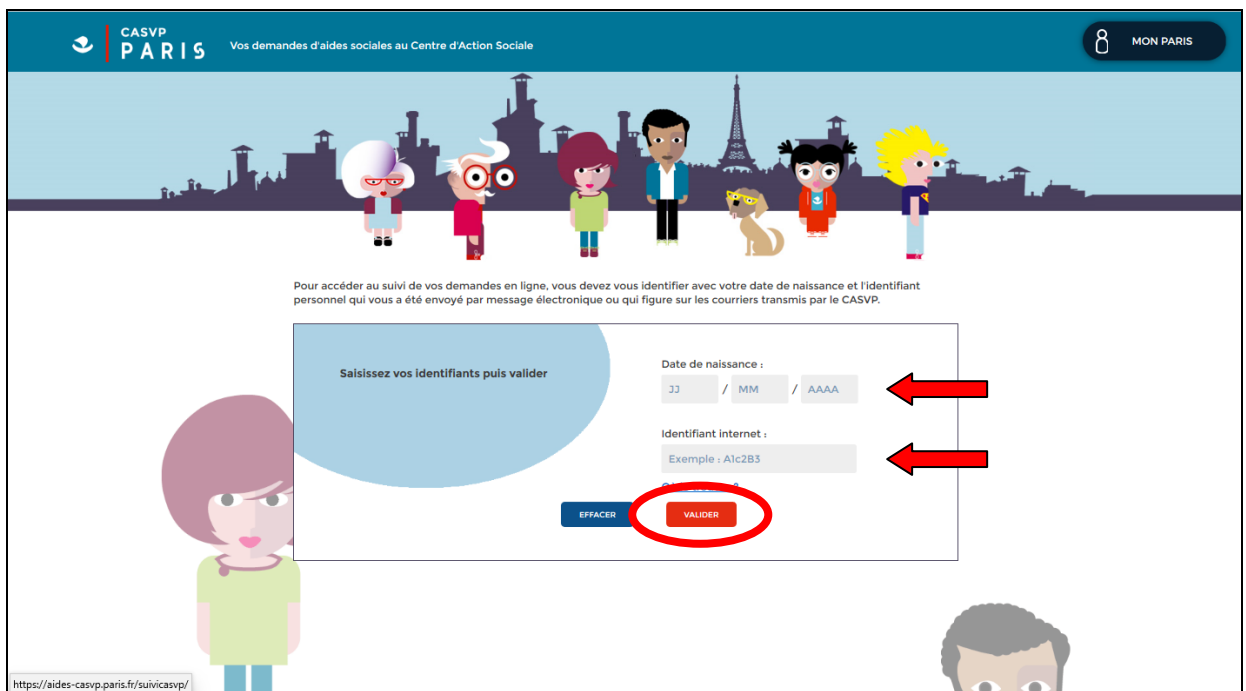 CASVP
PARIS
Vos demandes d'aides sociales au Centre d'Action Sociale
MON PARIS
Pour accéder au suivi de vos demandes en ligne, vous devez vous identifier avec votre date de naissance et l'identifiant
personnel qui vous a été envoyé par message électronique ou qui figure sur les courriers transmis par le CASVP.
Saisissez vos identifiants puis valider
Date de naissance :
JJ / MM / AAAA
Identifiant internet :
Exemple : A1c2B3
EFFACER
VALIDER
https://aides-casvp.paris.fr/suivicasvp/